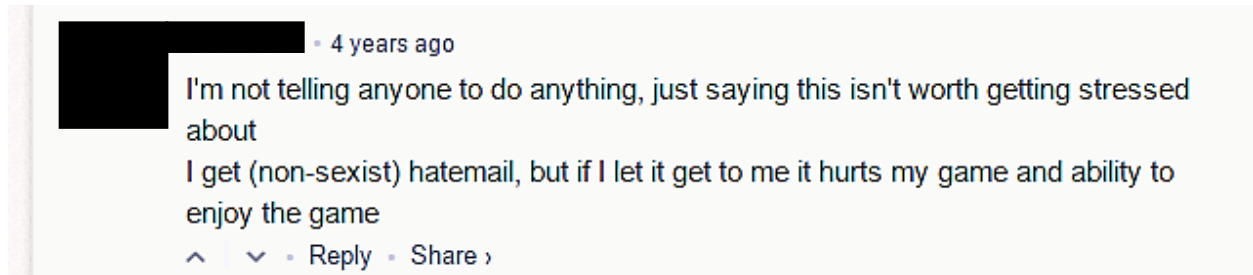 • 4 years ago
I'm not telling anyone to do anything, just saying this isn't worth getting stressed
about
I get (non-sexist) hatemail, but if I let it get to me it hurts my game and ability to
enjoy the game
• Reply • Share ›